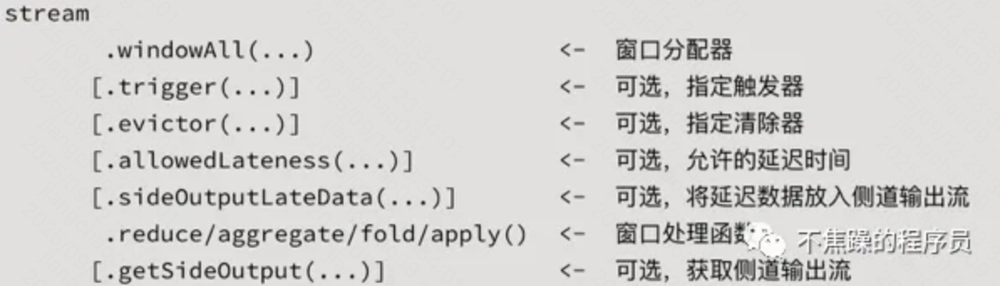 stream
.windowAll(...) <- 窗口分配器
[.trigger(...)] <- 可选，指定触发器
[.evictor(...)] <- 可选，指定清除器
[.allowedLateness(...)] <- 可选，允许的延迟时间
[.sideOutputLateData(...)] <- 可选，将延迟数据放入侧道输出流
.reduce/aggregate/fold/apply() <- 窗口处理函数
不焦躁的程序员
[.getSideOutput(...)] <- 可选，获取侧道输出流